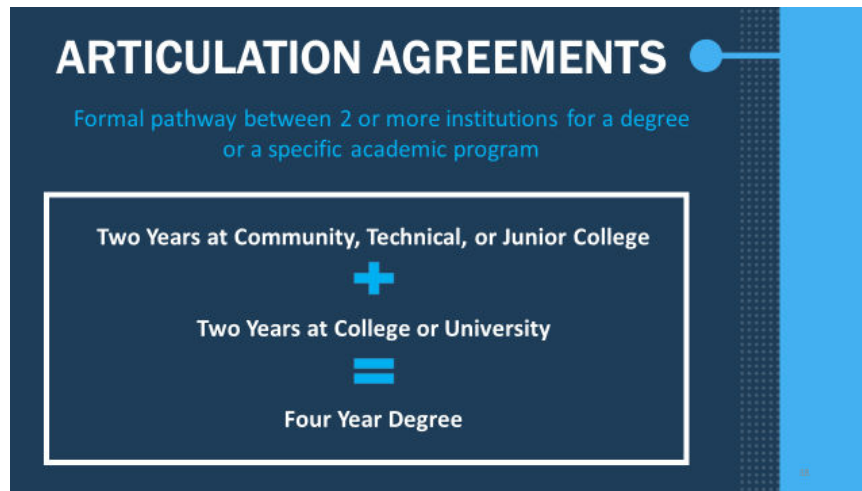 ARTICULATION AGREEMENTS
Formal pathway between 2 or more institutions for a degree
or a specific academic program
Two Years at Community, Technical, or Junior College
+
Two Years at College or University
=
Four Year Degree